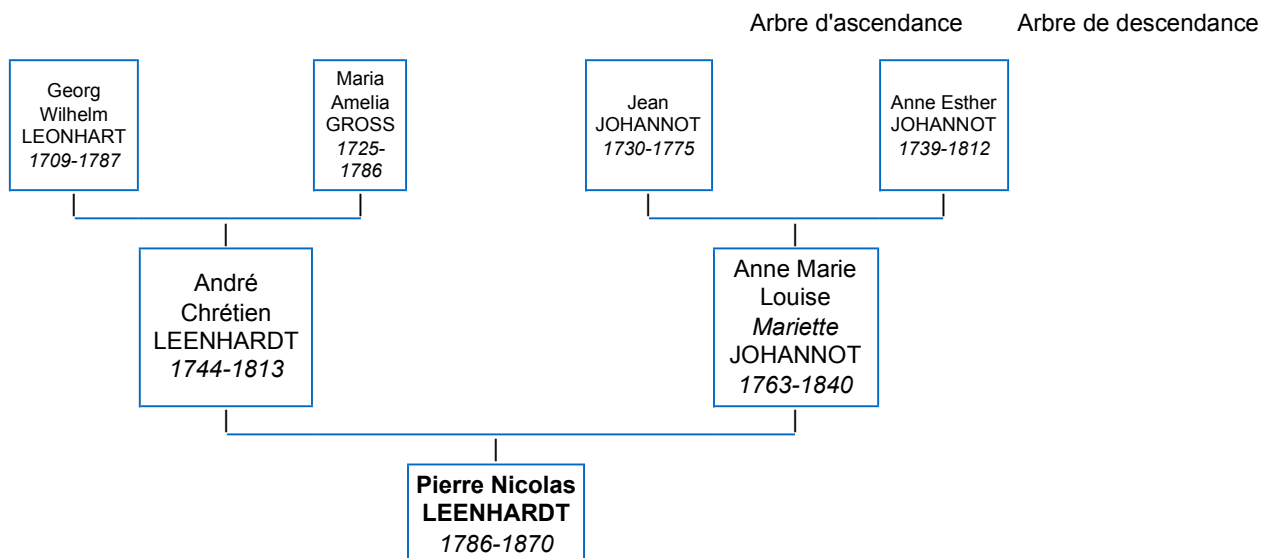 Arbre d'ascendance Arbre de descendance
Georg
Wilhelm
LEONHART
1709-1787
Maria
Amelia
GROSS
1725-
1786
Jean
JOHANNOT
1730-1775
Anne Esther
JOHANNOT
1739-1812
André
Chrétien
LEENHARDT
1744-1813
Anne Marie
Louise
Mariette
JOHANNOT
1763-1840
Pierre Nicolas
LEENHARDT
1786-1870